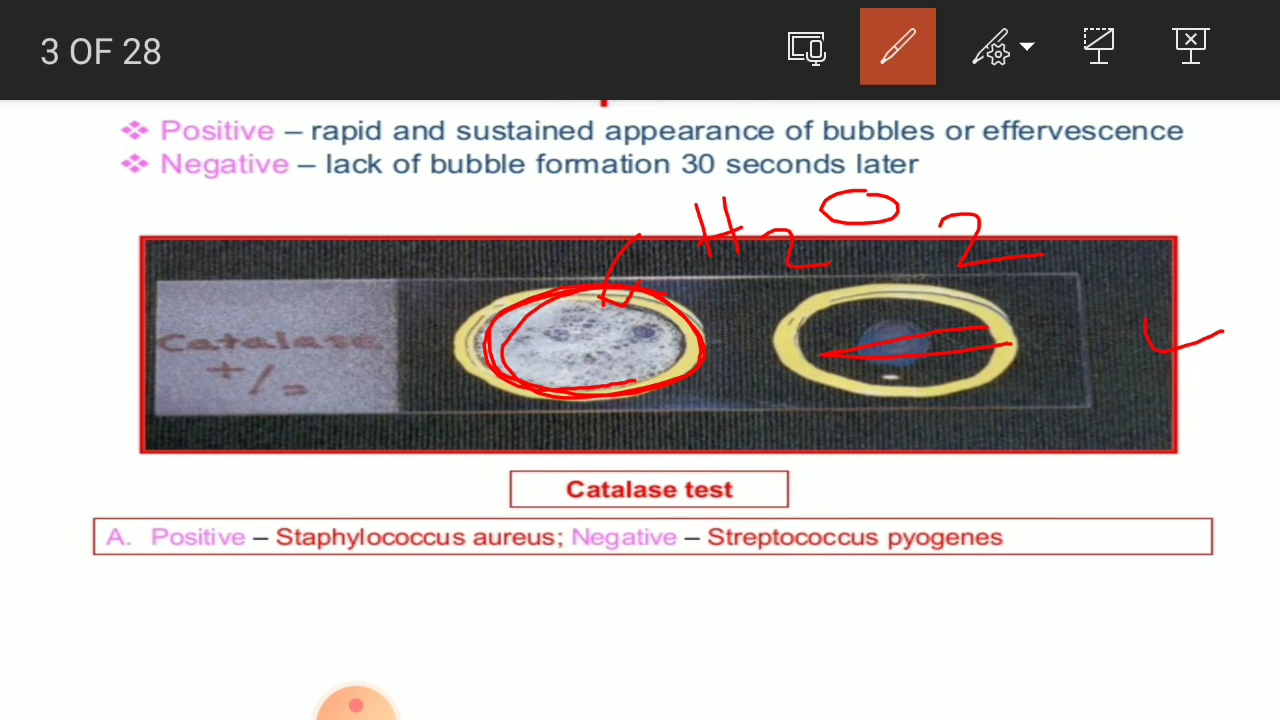 3 OF 28
❖ Positive – rapid and sustained appearance of bubbles or effervescence
❖ Negative – lack of bubble formation 30 seconds later
H2O2
Catalase
+/=
Catalase test
A. Positive – Staphylococcus aureus; Negative – Streptococcus pyogenes